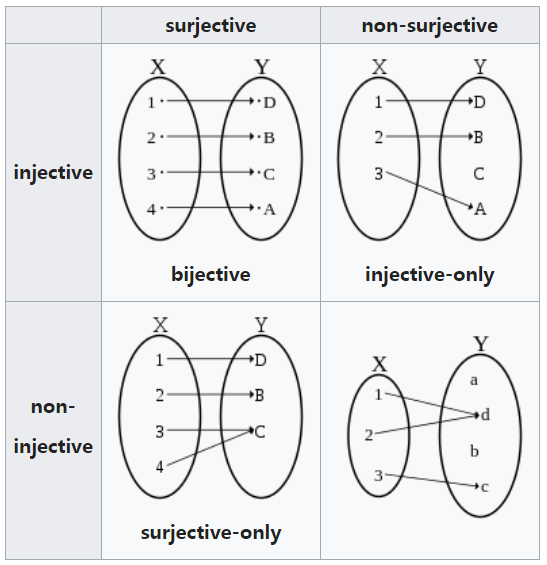 surjective non-surjective
injective
X Y
1 D
2 B
3 C
4 A
bijective
X Y
1 D
2 B
3 C
A
injective-only
non-
injective
X Y
1 D
2 B
3 C
4
surjective-only
X Y
a
1 d
2
b
3 c